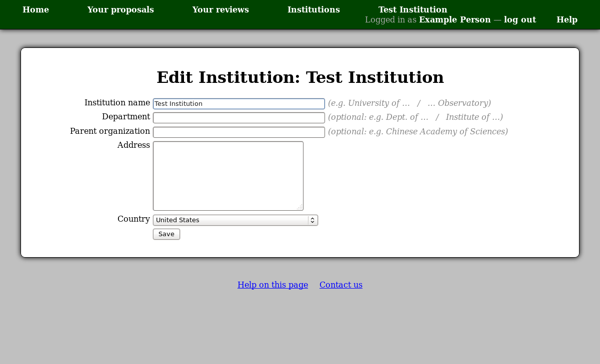 Home Your proposals Your reviews Institutions Test Institution
Logged in as Example Person — log out Help
Edit Institution: Test Institution
Institution name Test Institution (e.g. University of ... / ... Observatory)
Department (optional: e.g. Dept. of ... / Institute of ...)
Parent organization (optional: e.g. Chinese Academy of Sciences)
Address
Country United States
Save
Help on this page Contact us